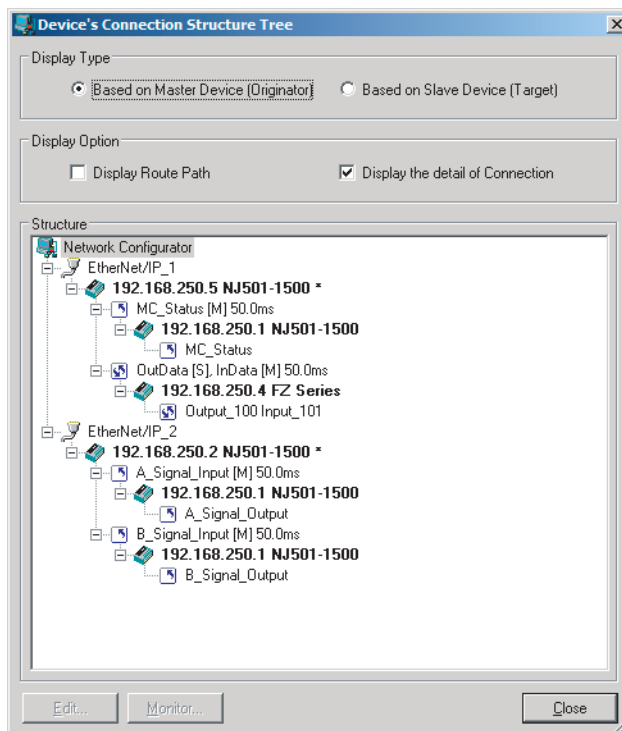 Device's Connection Structure Tree
Display Type
Based on Master Device (Originator)
Based on Slave Device (Target)
Display Option
Display Route Path
Display the detail of Connection
Structure
Network Configurator
EtherNet/IP_1
192.168.250.5 NJ501-1500 *
MC_Status [M] 50.0ms
192.168.250.1 NJ501-1500
MC_Status
OutData [S], InData [M] 50.0ms
192.168.250.4 FZ Series
Output_100 Input_101
EtherNet/IP_2
192.168.250.2 NJ501-1500 *
A_Signal_Input [M] 50.0ms
192.168.250.1 NJ501-1500
A_Signal_Output
B_Signal_Input [M] 50.0ms
192.168.250.1 NJ501-1500
B_Signal_Output
Edit...
Monitor...
Close